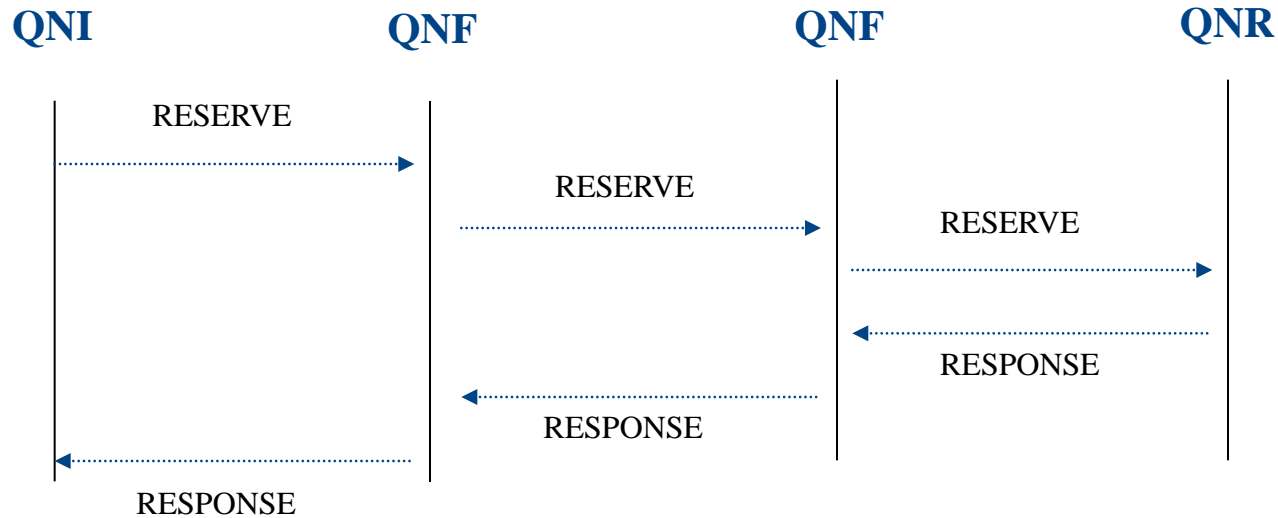 QNI
QNF
QNF
QNR
RESERVE
RESERVE
RESERVE
RESPONSE
RESPONSE
RESPONSE